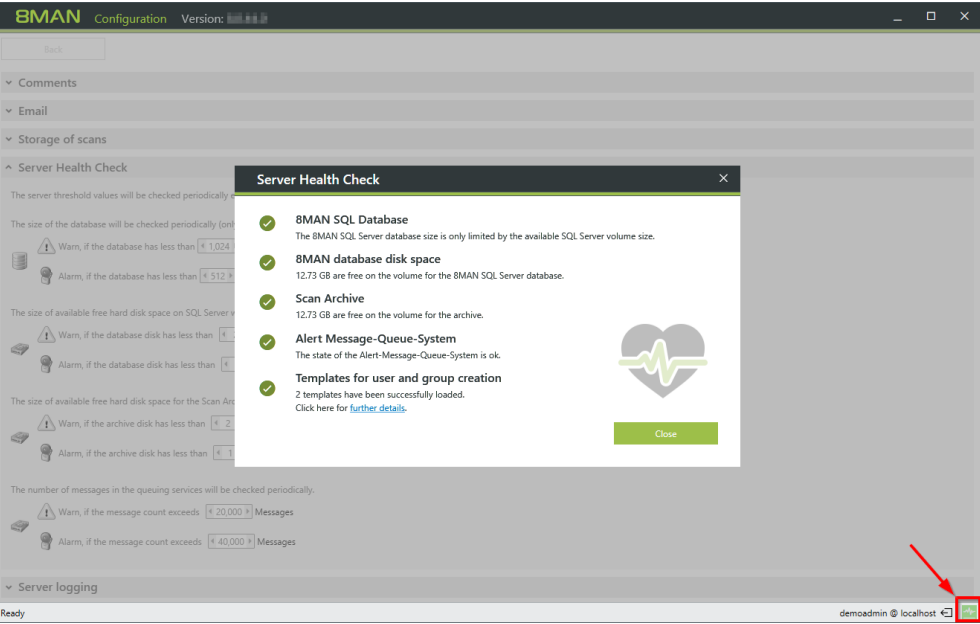 8MAN Configuration Version:
Back
Comments
Email
Storage of scans
Server Health Check
The server threshold values will be checked periodically
The size of the database will be checked periodically
Warn, if the database has less than 1,024
Alarm, if the database has less than 512
The size of available free hard disk space on SQL Server
Warn, if the database disk has less than
Alarm, if the database disk has less than
The size of available free hard disk space for the Scan
Warn, if the archive disk has less than 2
Alarm, if the archive disk has less than 1
The number of messages in the queuing services will be checked periodically.
Warn, if the message count exceeds 20,000 Messages
Alarm, if the message count exceeds 40,000 Messages
Server logging
Server Health Check
8MAN SQL Database
The 8MAN SQL Server database size is only limited by the available SQL Server volume size.
8MAN database disk space
12.73 GB are free on the volume for the 8MAN SQL Server database.
Scan Archive
12.73 GB are free on the volume for the archive.
Alert Message-Queue-System
The state of the Alert-Message-Queue-System is ok.
Templates for user and group creation
2 templates have been successfully loaded.
Click here for further details.
Close
Ready
demoadmin @ localhost